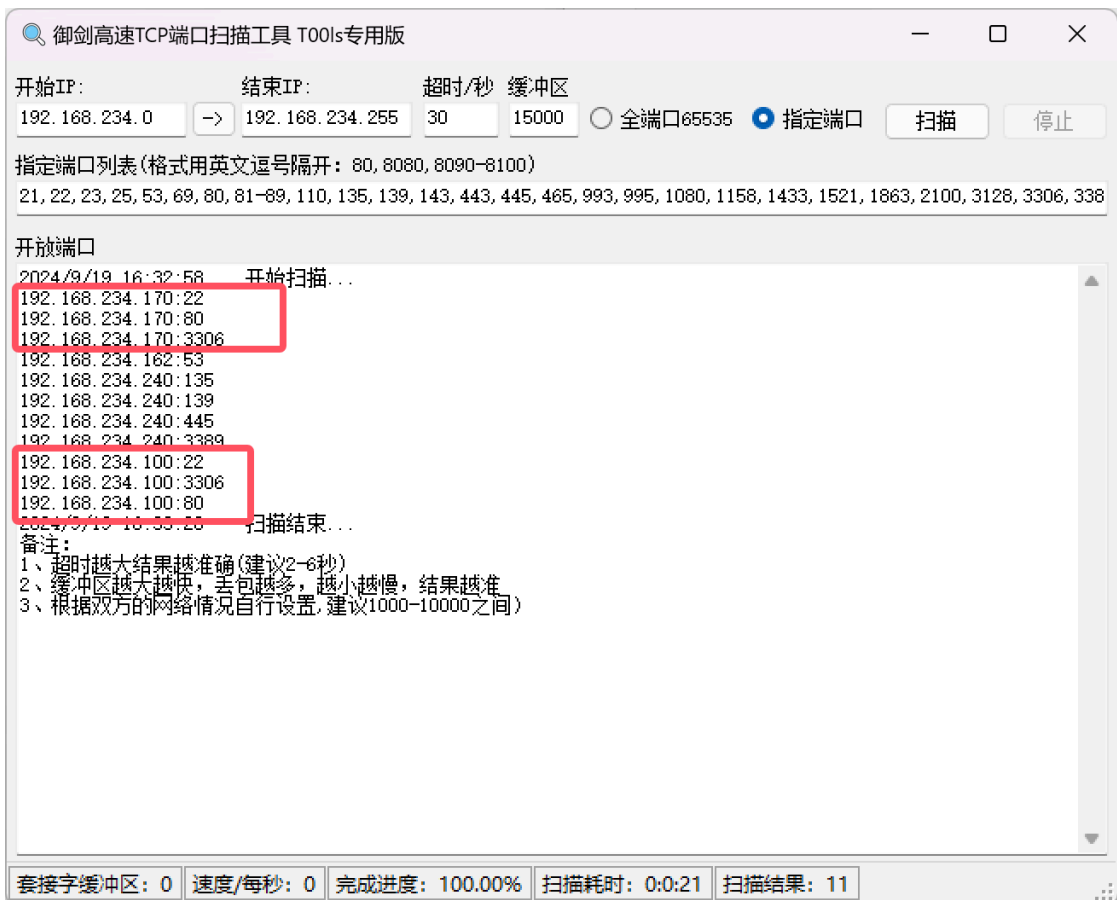 御剑高速TCP端口扫描工具 T00ls专用版
开始IP: 结束IP: 超时/秒 缓冲区
192.168.234.0 -> 192.168.234.255 30 15000 全端口65535 指定端口 扫描 停止
指定端口列表(格式用英文逗号隔开: 80,8080,8090-8100)
21,22,23,25,53,69,80,81-89,110,135,139,143,443,445,465,993,995,1080,1158,1433,1521,1863,2100,3128,3306,338
开放端口
2024/9/19 16:32:58 开始扫描...
192.168.234.170:22
192.168.234.170:80
192.168.234.170:3306
192.168.234.162:53
192.168.234.240:135
192.168.234.240:139
192.168.234.240:445
192.168.234.240:3389
192.168.234.100:22
192.168.234.100:3306
192.168.234.100:80
扫描结束...
备注:
1、超时越大结果越准确(建议2-6秒)
2、缓冲区越大越快，丢包越多，越小越慢，结果越准
3、根据双方的网络情况自行设置,建议1000-10000之间)
套接字缓冲区: 0 速度/每秒: 0 完成进度: 100.00% 扫描耗时: 0:0:21 扫描结果: 11